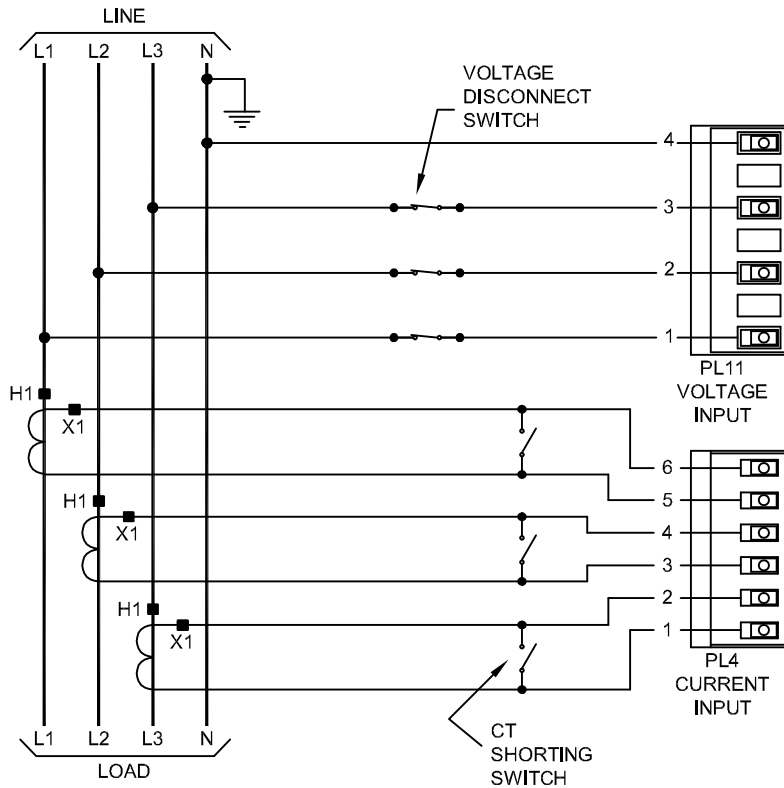 LINE
L1 L2 L3 N
VOLTAGE
DISCONNECT
SWITCH
4
3
2
1
PL11
VOLTAGE
INPUT
H1
X1
6
5
H1
X1
4
3
H1
X1
2
1
PL4
CURRENT
INPUT
CT
SHORTING
SWITCH
L1 L2 L3 N
LOAD